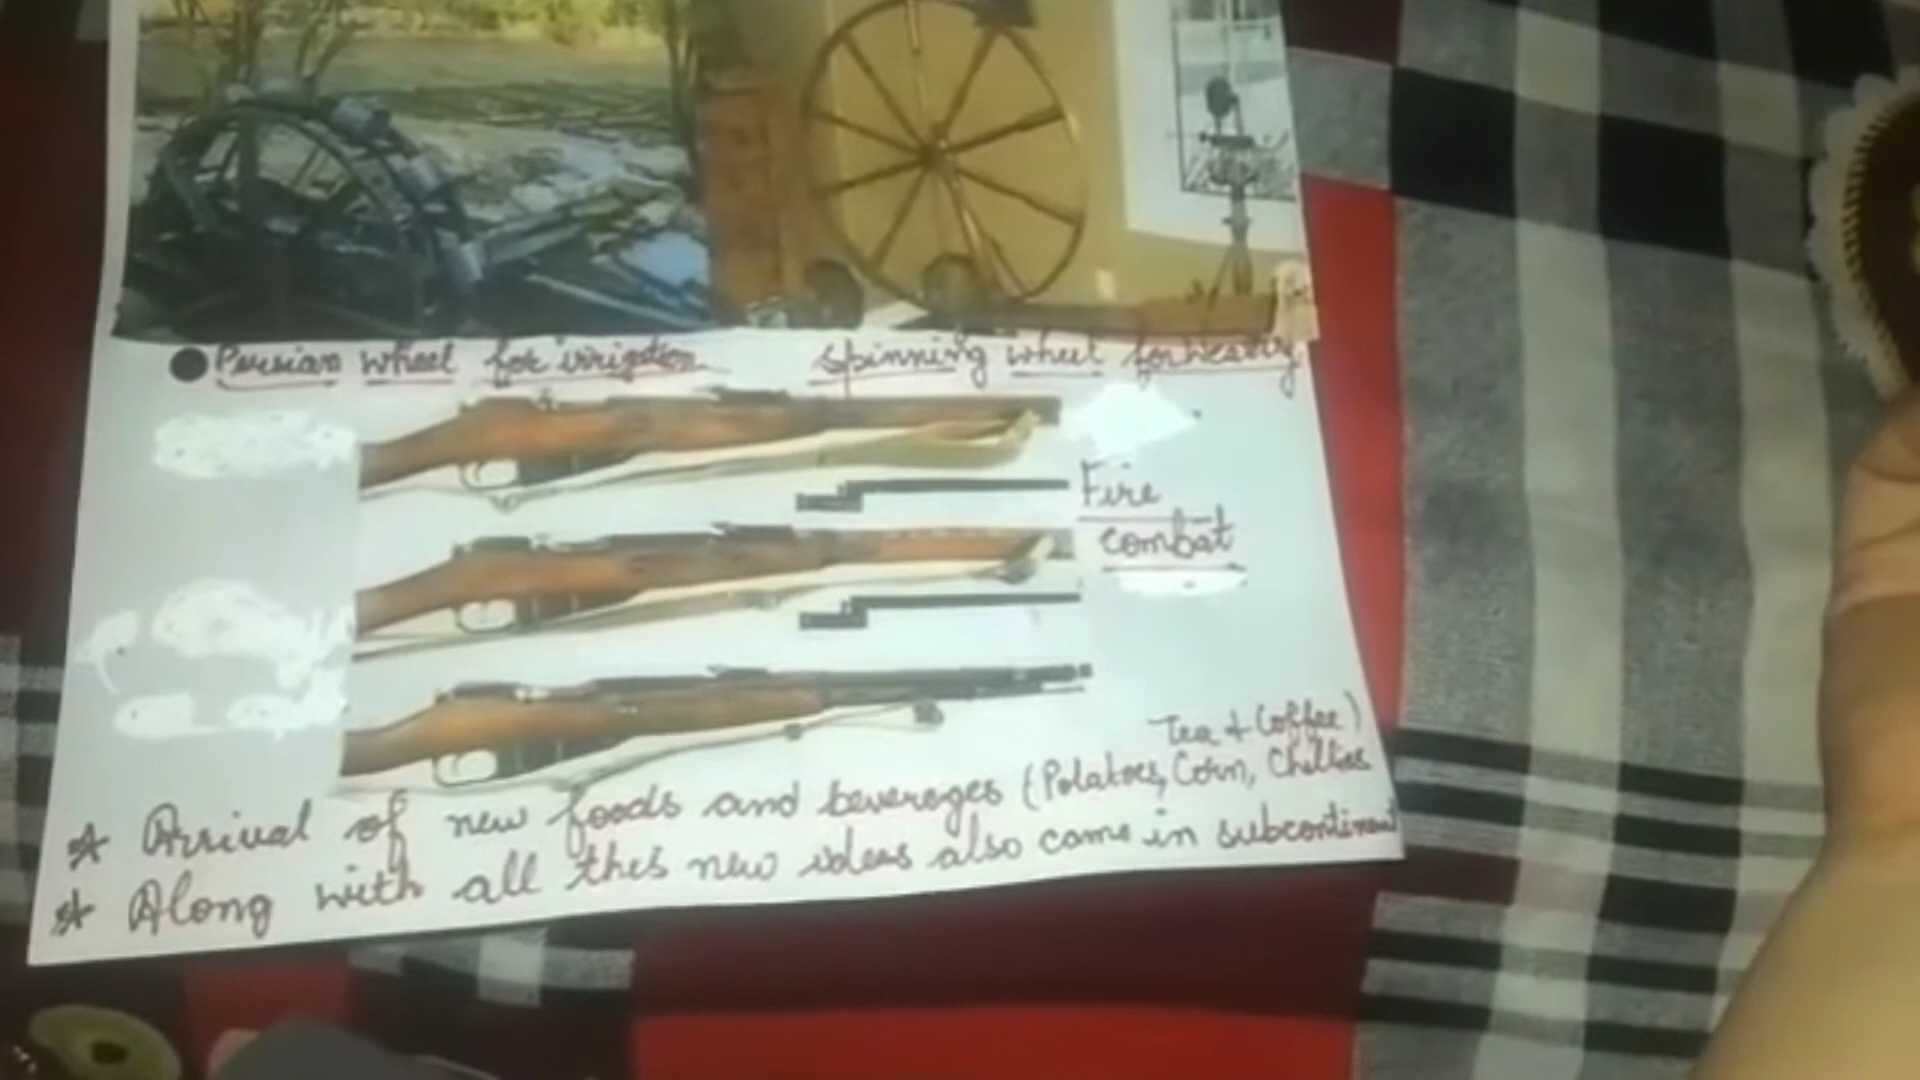 Persian wheel for irrigation
spinning wheel for weaving
Fire
combat
Tea & Coffee)
* Arrival of new foods and beverages (Potatoes, Corn, Chillies
* Along with all thes new ideas also came in subcontinent